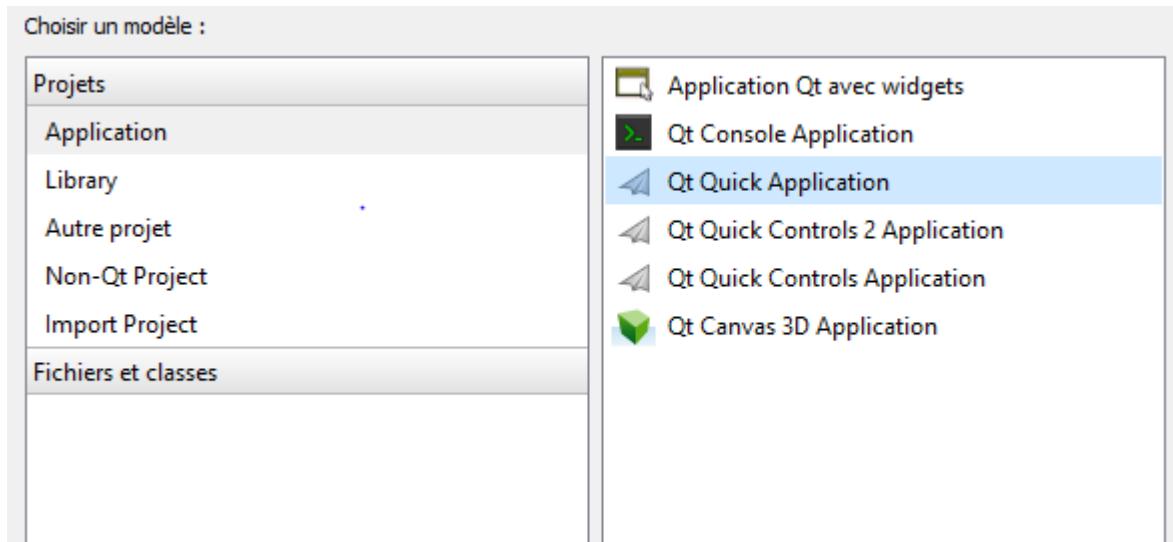 Choisir un modèle :
Projets
Application
Library
Autre projet
Non-Qt Project
Import Project
Fichiers et classes
Application Qt avec widgets
Qt Console Application
Qt Quick Application
Qt Quick Controls 2 Application
Qt Quick Controls Application
Qt Canvas 3D Application